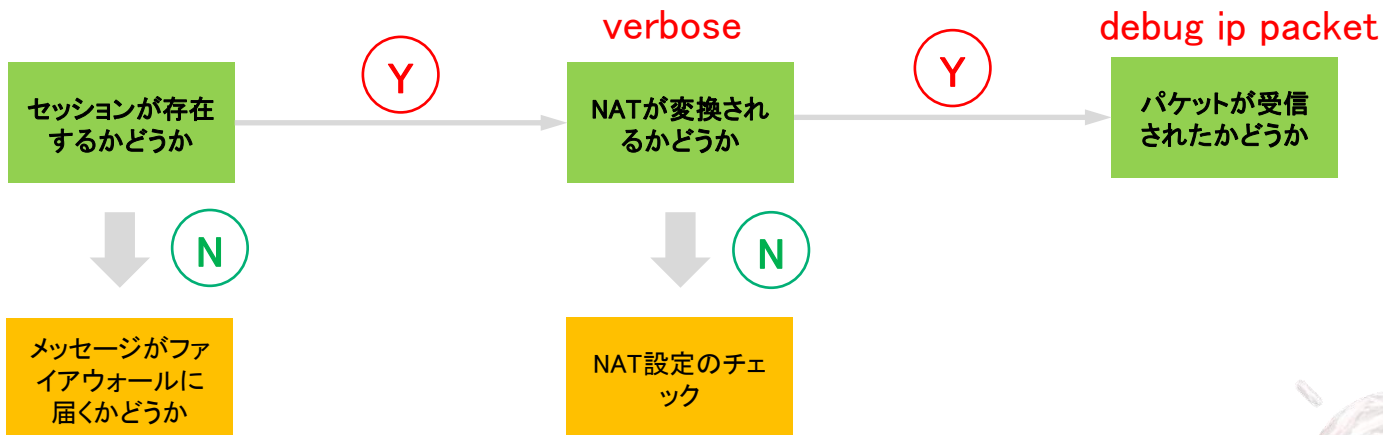 verbose
debug ip packet
セッションが存在
するかどうか
Y
NATが変換され
るかどうか
Y
パケットが受信
されたかどうか
N
N
メッセージがファ
イアウォールに
届くかどうか
NAT設定のチェ
ック